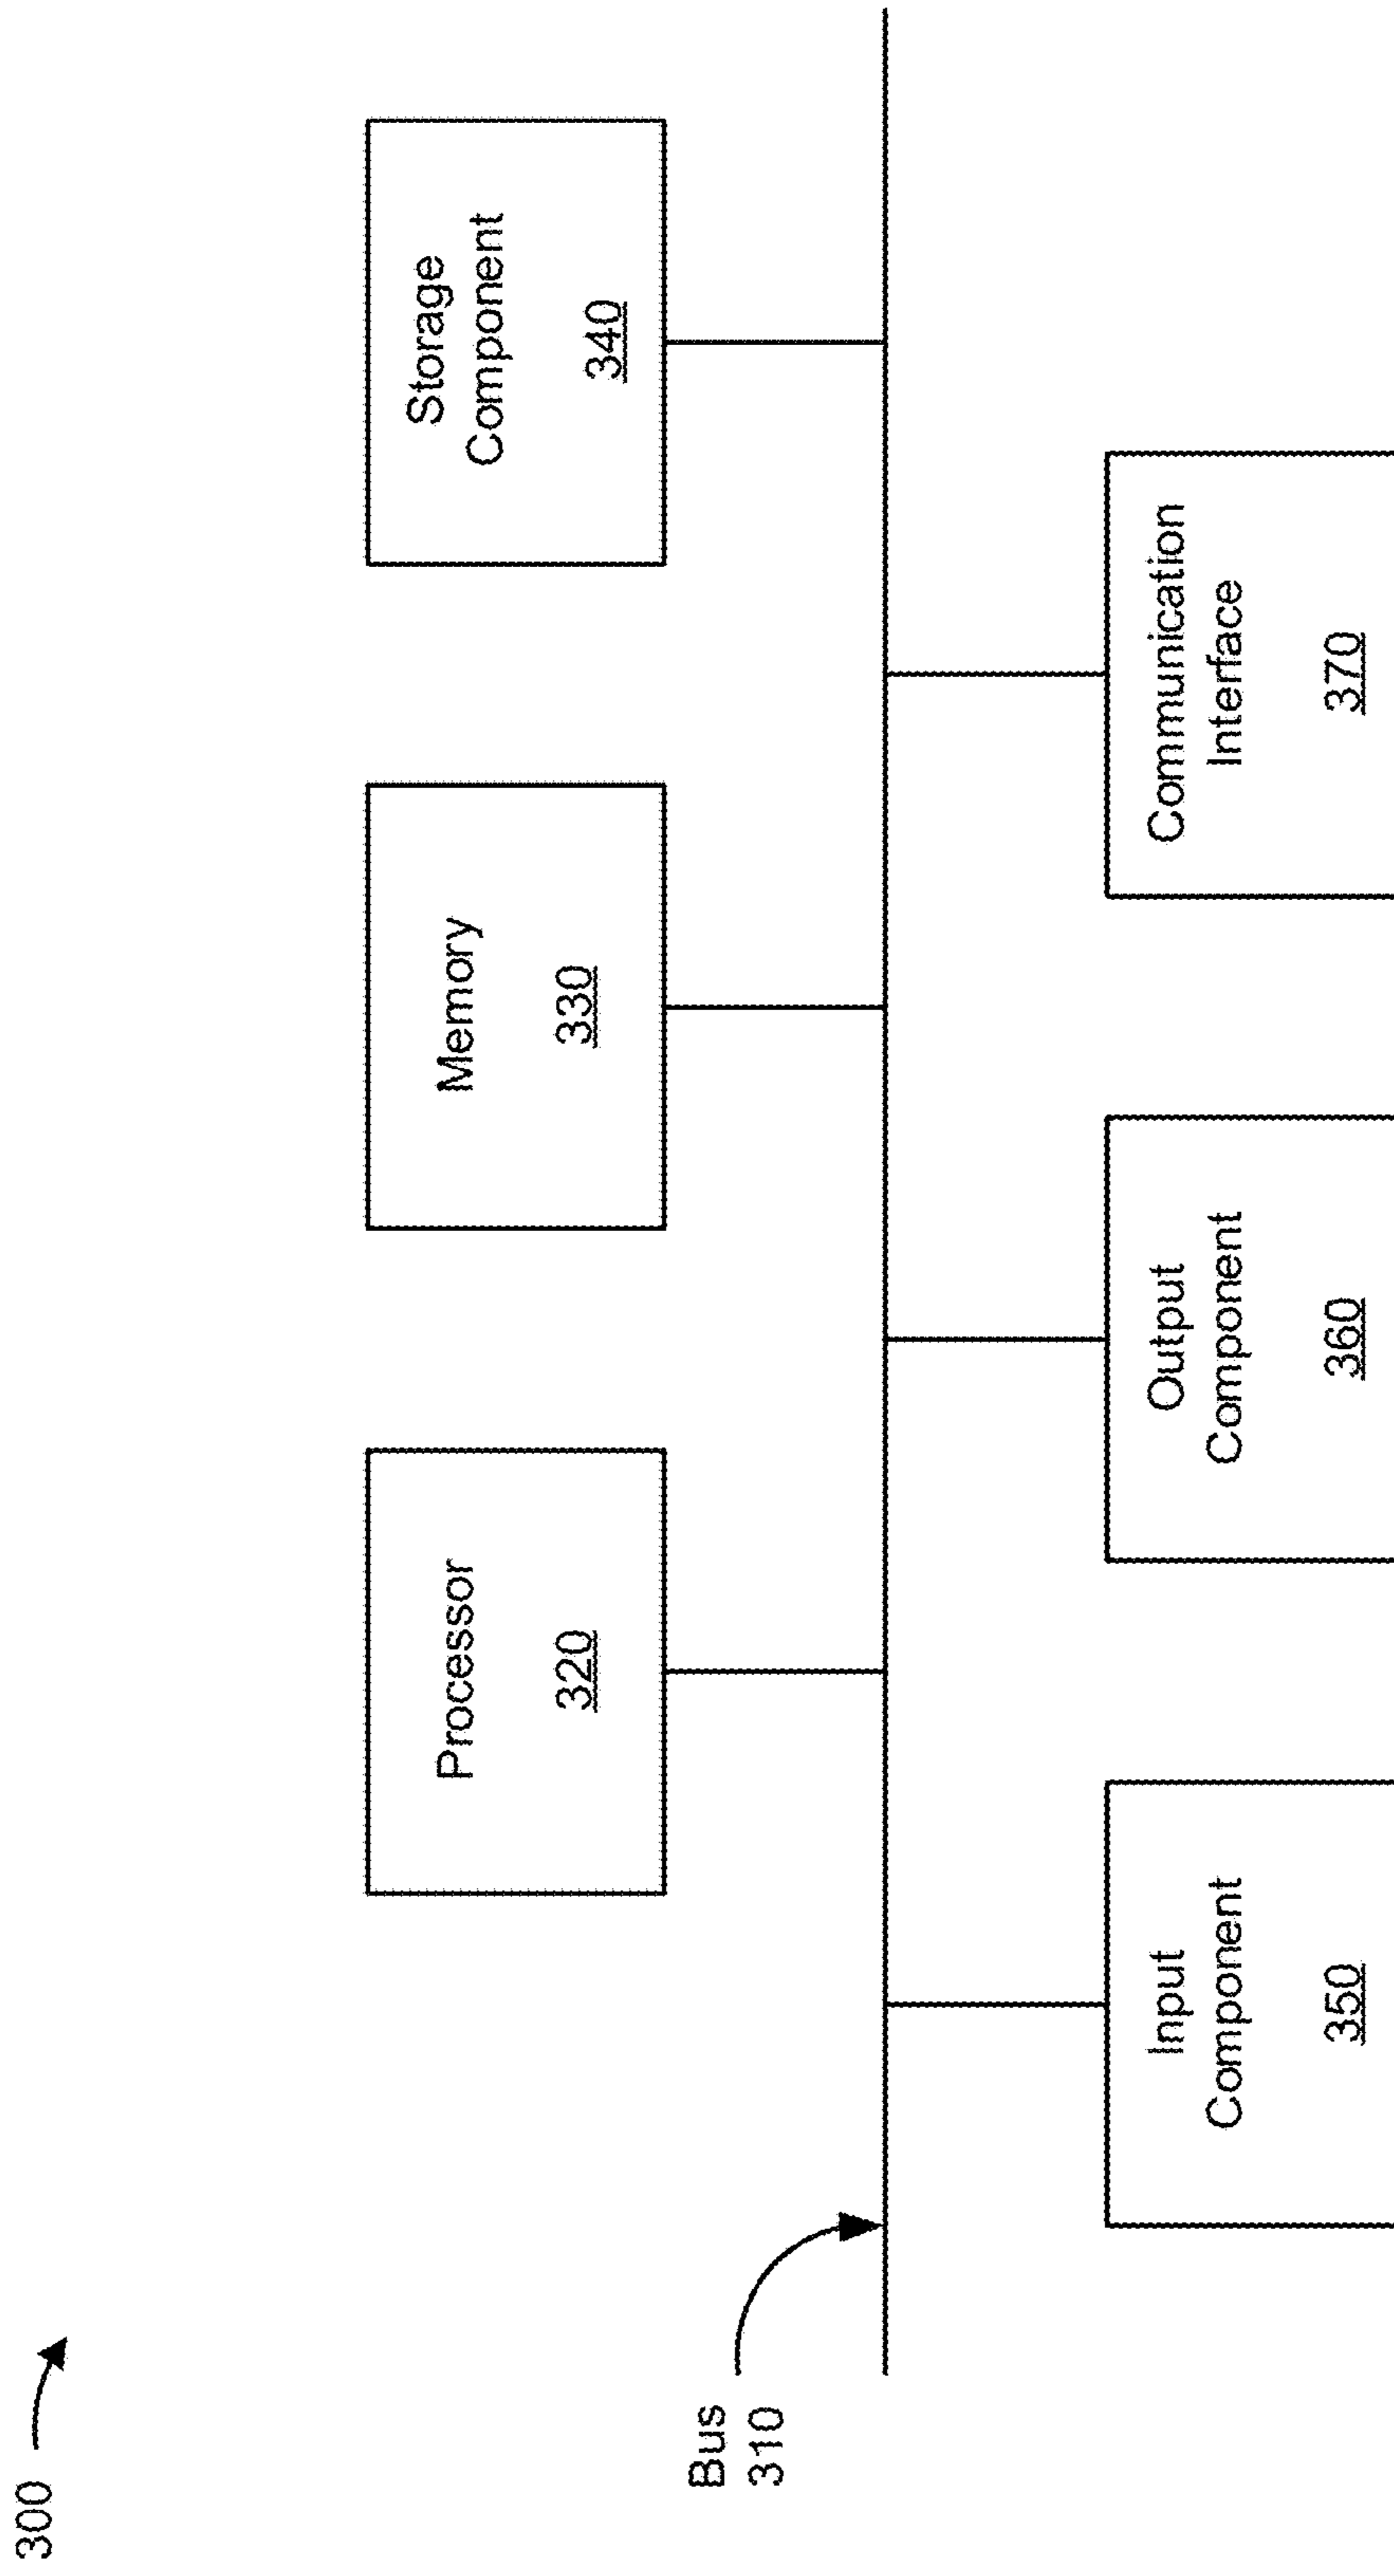 300
Bus
310
Processor
320
Memory
330
Storage
Component
340
Input
Component
350
Output
Component
360
Communication
Interface
370